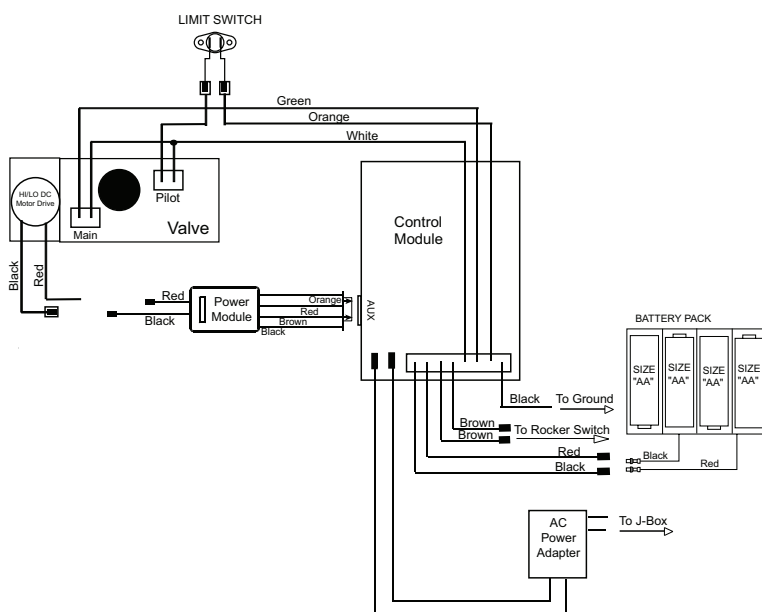 LIMIT SWITCH
Green
Orange
White
HI/LO DC
Motor Drive
Pilot
Main
Valve
Control
Module
Black
Red
Red
Black
Power
Module
Orange
Red
Brown
Black
AUX
BATTERY PACK
SIZE
"AA"
SIZE
"AA"
SIZE
"AA"
SIZE
"AA"
Black
To Ground
Brown
Brown
To Rocker Switch
Red
Black
Black
Red
AC
Power
Adapter
To J-Box